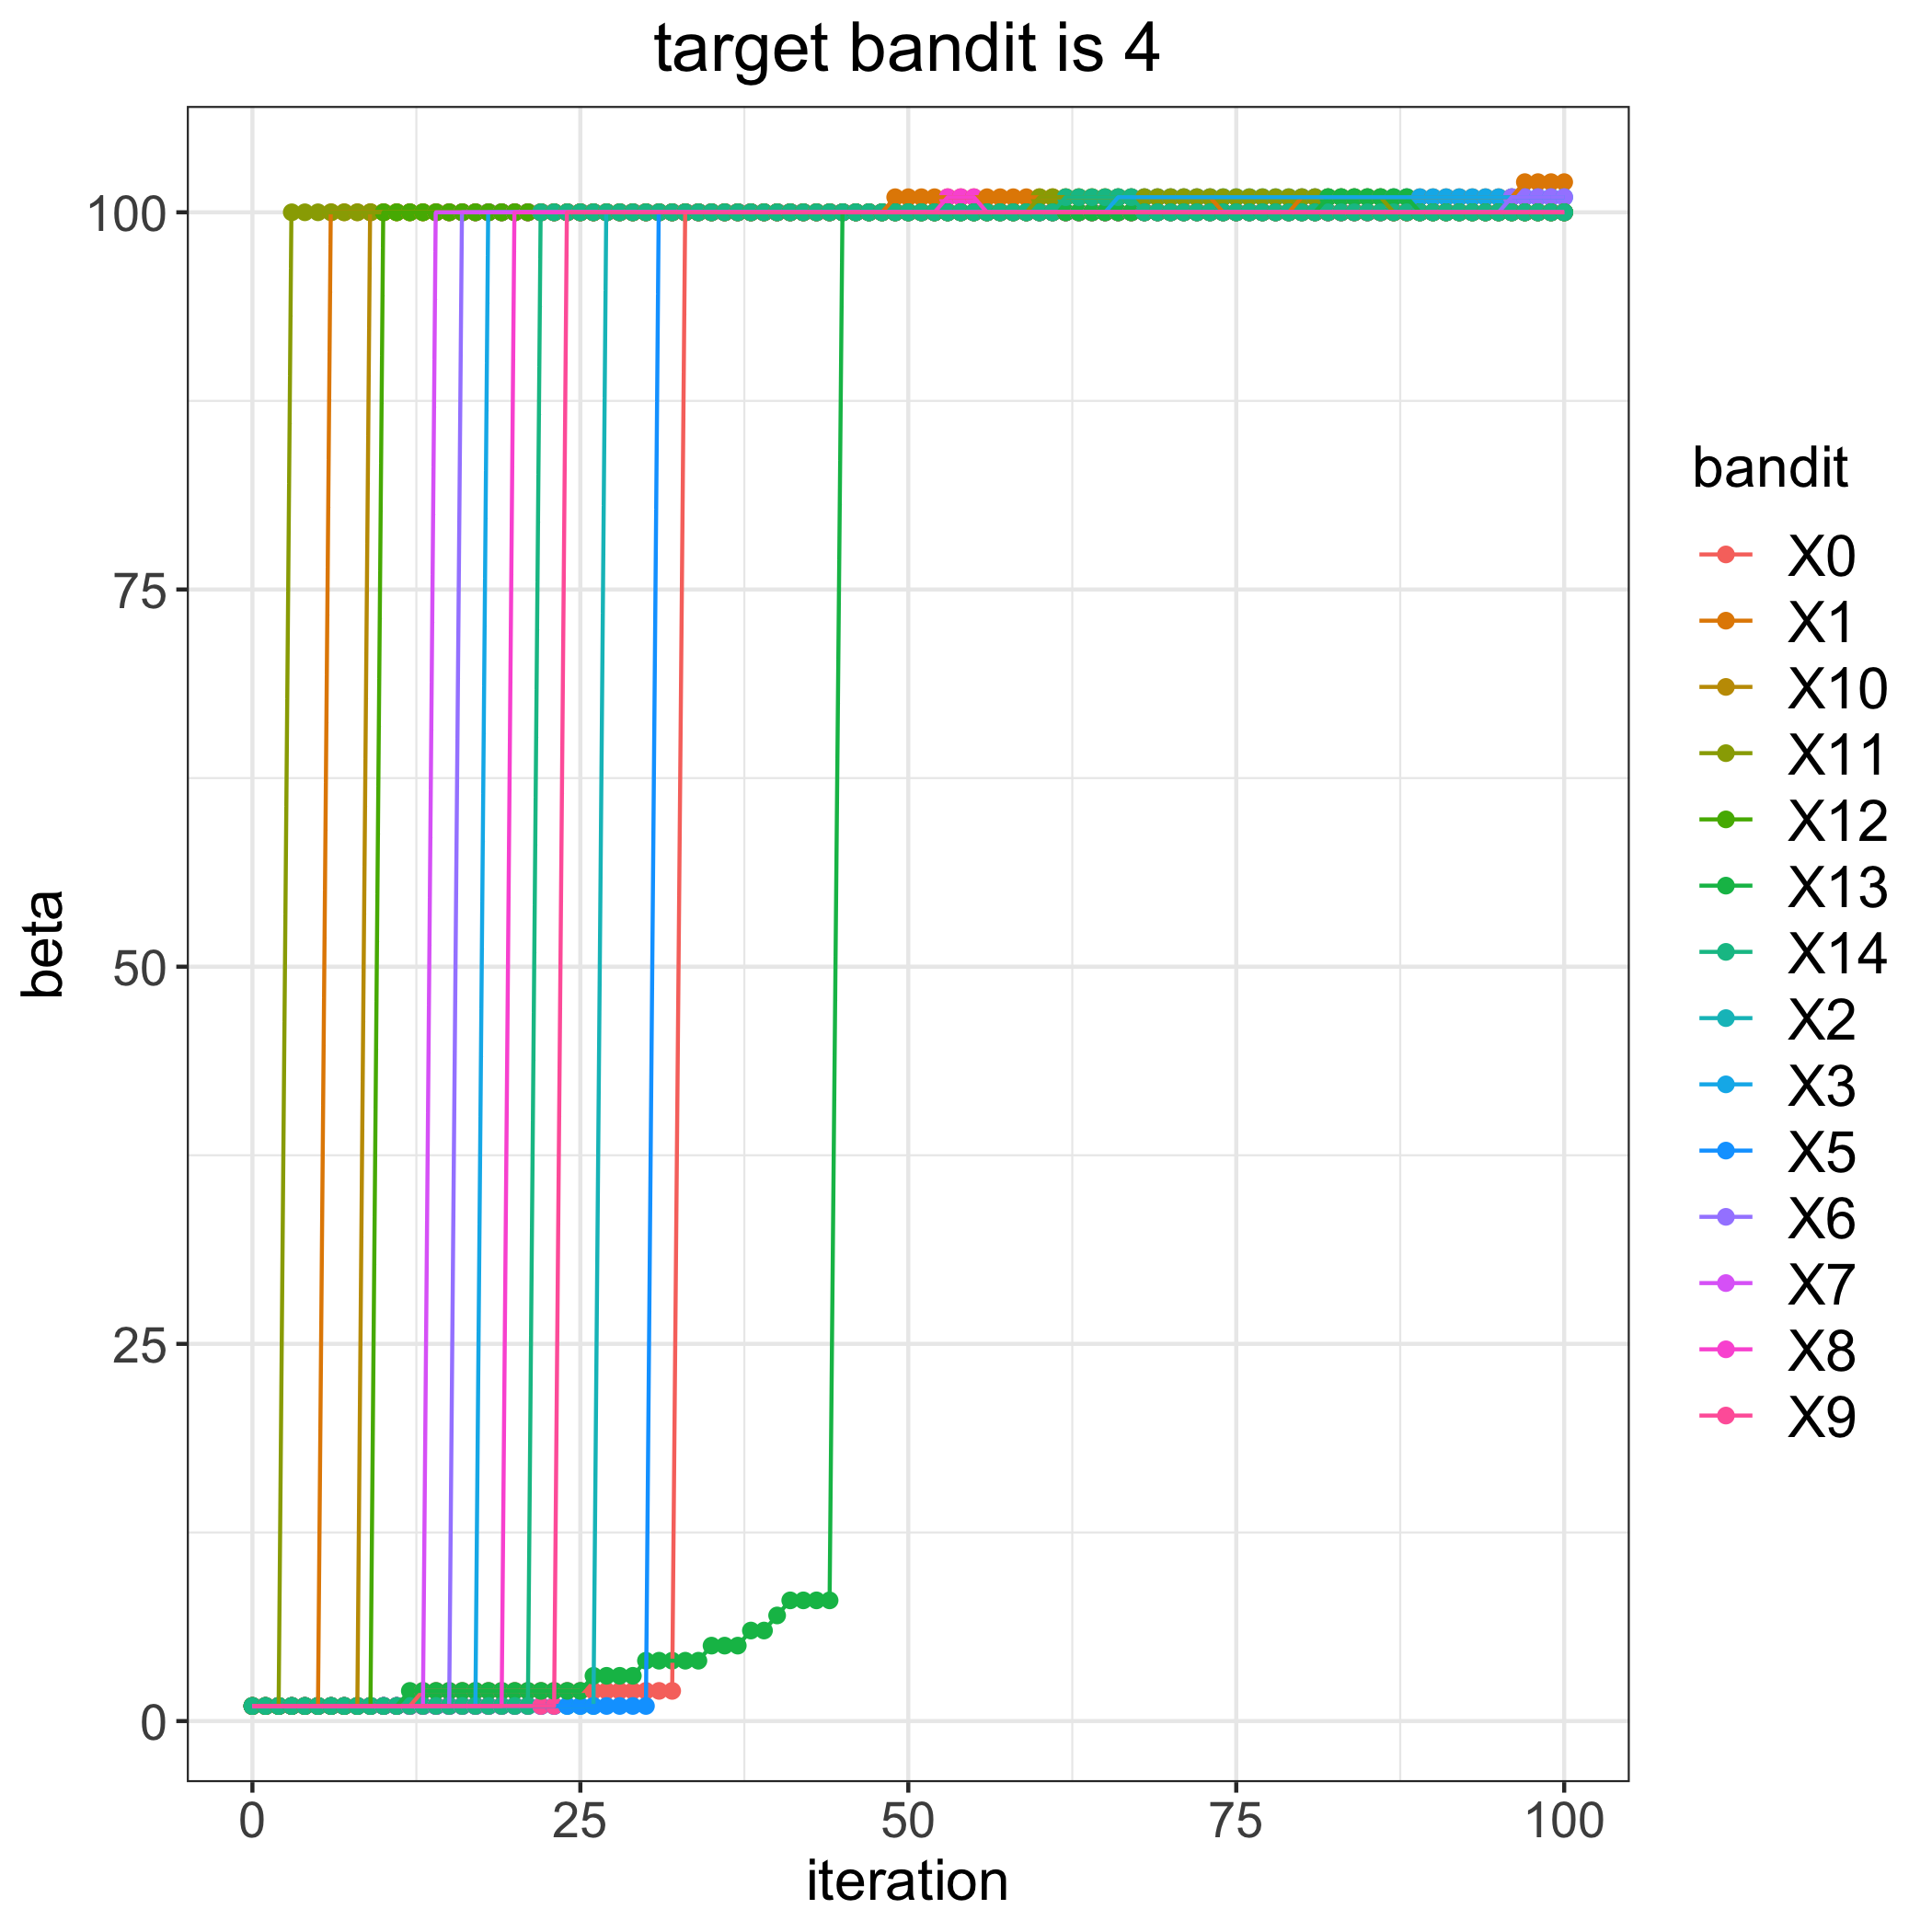 target bandit is 4
100
75
50
25
0
beta
0 25 50 75 100
iteration
bandit
X0
X1
X10
X11
X12
X13
X14
X2
X3
X5
X6
X7
X8
X9